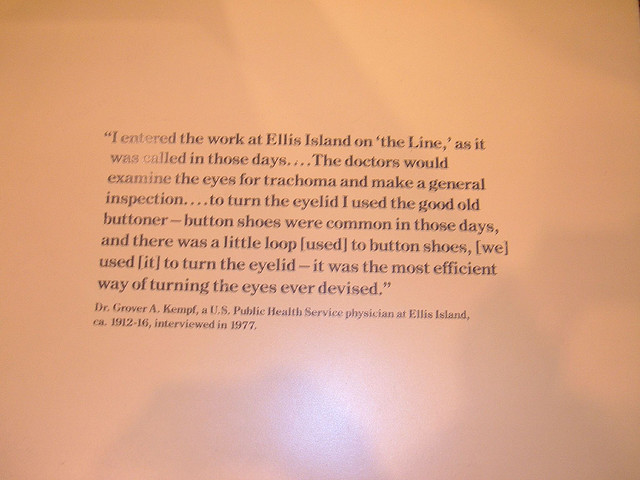 “I entered the work at Ellis Island on ‘the Line,’ as it
was called in those days....The doctors would
examine the eyes for trachoma and make a general
inspection....to turn the eyelid I used the good old
buttoner—button shoes were common in those days,
and there was a little loop [used] to button shoes, [we]
used [it] to turn the eyelid—it was the most efficient
way of turning the eyes ever devised.”
Dr. Grover A. Kempf, a U.S. Public Health Service physician at Ellis Island,
ca. 1912-16, interviewed in 1977.